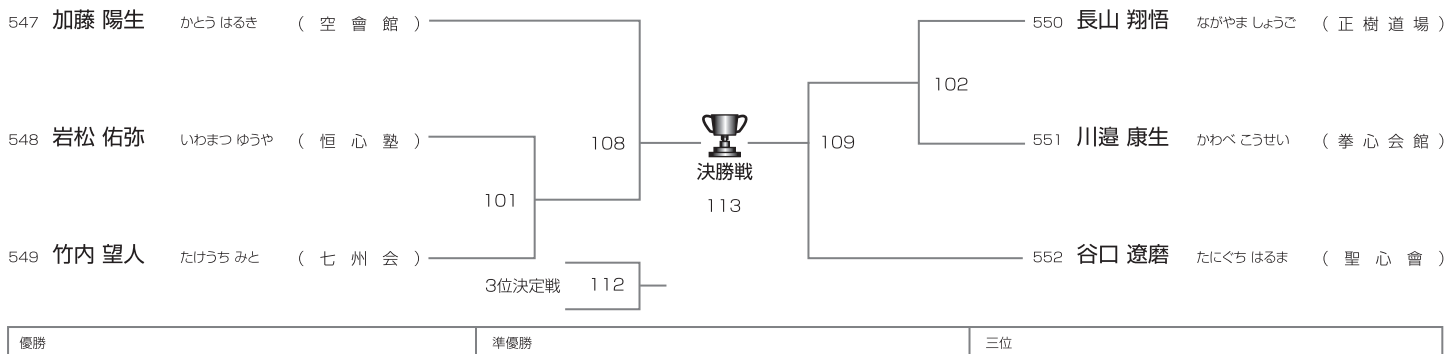 547 加藤 陽生 かとう はるき ( 空 會 館 )
548 岩松 佑弥 いわまつ ゆうや ( 恒 心 塾 )
549 竹内 望人 たけうち みと ( 七 州 会 )
101
108
決勝戦
113
3位決定戦 112
109
102
550 長山 翔悟 ながやま しょうご ( 正 樹 道 場 )
551 川邉 康生 かわべ こうせい ( 拳 心 会 館 )
552 谷口 遼磨 たにぐち はるま ( 聖 心 會 )
優勝 準優勝 三位